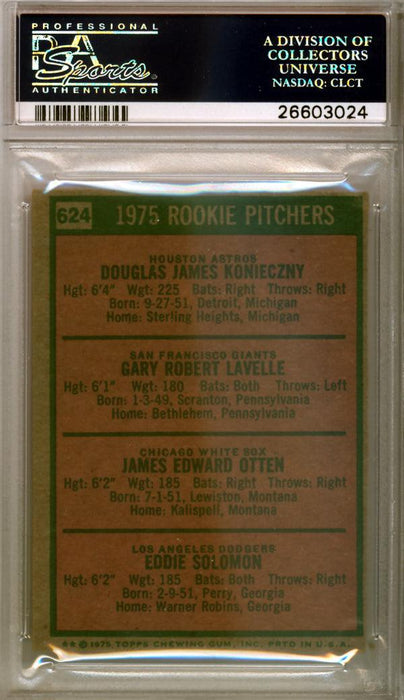 PROFESSIONAL
PSA
Sports
AUTHENTICATOR
A DIVISION OF
COLLECTORS
UNIVERSE
NASDAQ: CLCT
26603024
624 1975 ROOKIE PITCHERS
HOUSTON ASTROS
DOUGLAS JAMES KONIECZNY
Hgt: 6'4" Wgt: 225 Bats: Right Throws: Right
Born: 9-27-51, Detroit, Michigan
Home: Sterling Heights, Michigan
SAN FRANCISCO GIANTS
GARY ROBERT LAVELLE
Hgt: 6'1" Wgt: 180 Bats: Both Throws: Left
Born: 1-3-49, Scranton, Pennsylvania
Home: Bethlehem, Pennsylvania
CHICAGO WHITE SOX
JAMES EDWARD OTTEN
Hgt: 6'2" Wgt: 185 Bats: Right Throws: Right
Born: 7-1-51, Lewiston, Montana
Home: Kalispell, Montana
LOS ANGELES DODGERS
EDDIE SOLOMON
Hgt: 6'2" Wgt: 185 Bats: Both Throws: Right
Born: 2-9-51, Perry, Georgia
Home: Warner Robins, Georgia
★★ © 1975 TOPPS CHEWING GUM, INC. PRTD IN U.S.A.